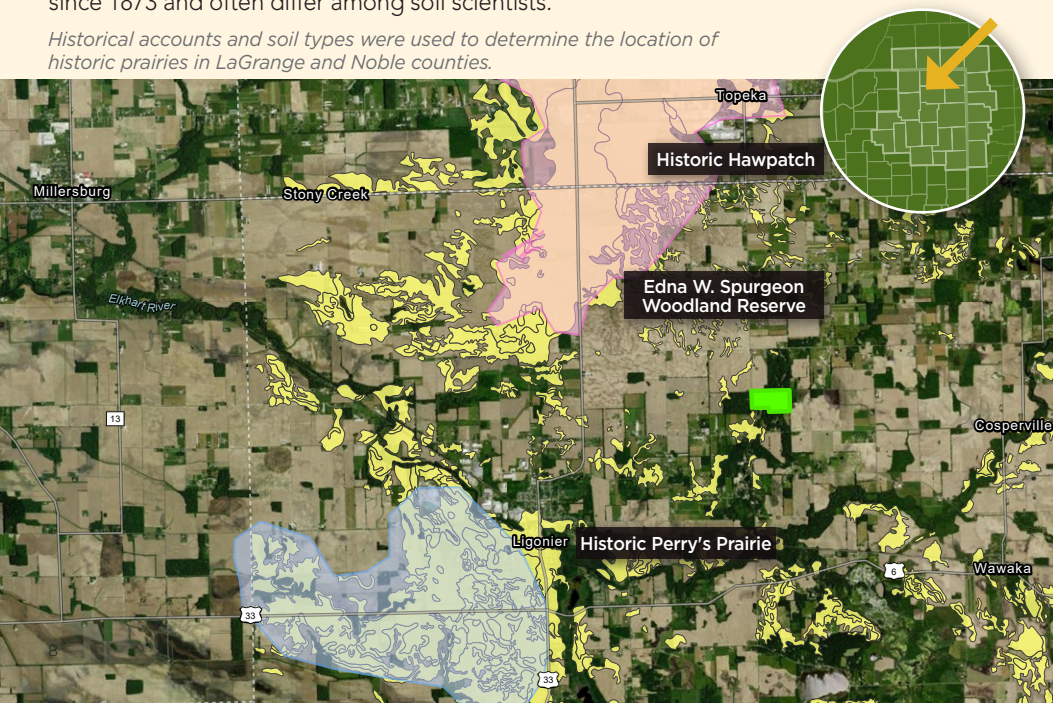 since 1873 and often differ among soil scientists.
Historical accounts and soil types were used to determine the location of
historic prairies in LaGrange and Noble counties.
Topeka
Historic Hawpatch
Millersburg
Stony Creek
Edna W. Spurgeon
Woodland Reserve
Elkhart River
13
Cosperville
Ligonier
Historic Perry's Prairie
6
Wawaka
33
33